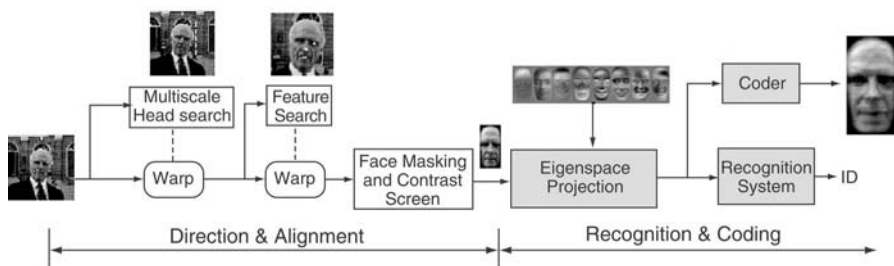 Multiscale
Head search
Feature
Search
Warp
Warp
Face Masking
and Contrast
Screen
Eigenspace
Projection
Coder
Recognition
System
ID
Direction & Alignment
Recognition & Coding